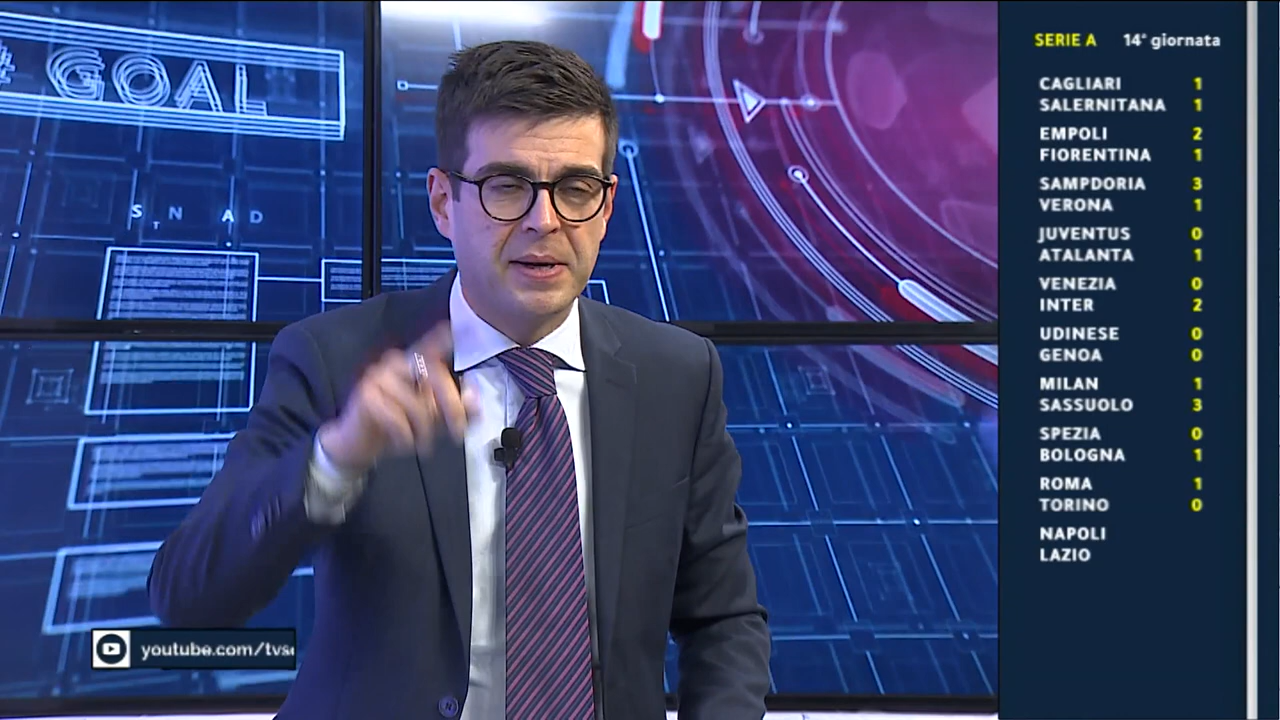 # GOAL
S T N A D
youtube.com/tvs
SERIE A 14ª giornata
CAGLIARI 1
SALERNITANA 1
EMPOLI 2
FIORENTINA 1
SAMPDORIA 3
VERONA 1
JUVENTUS 0
ATALANTA 1
VENEZIA 0
INTER 2
UDINESE 0
GENOA 0
MILAN 1
SASSUOLO 3
SPEZIA 0
BOLOGNA 1
ROMA 1
TORINO 0
NAPOLI
LAZIO